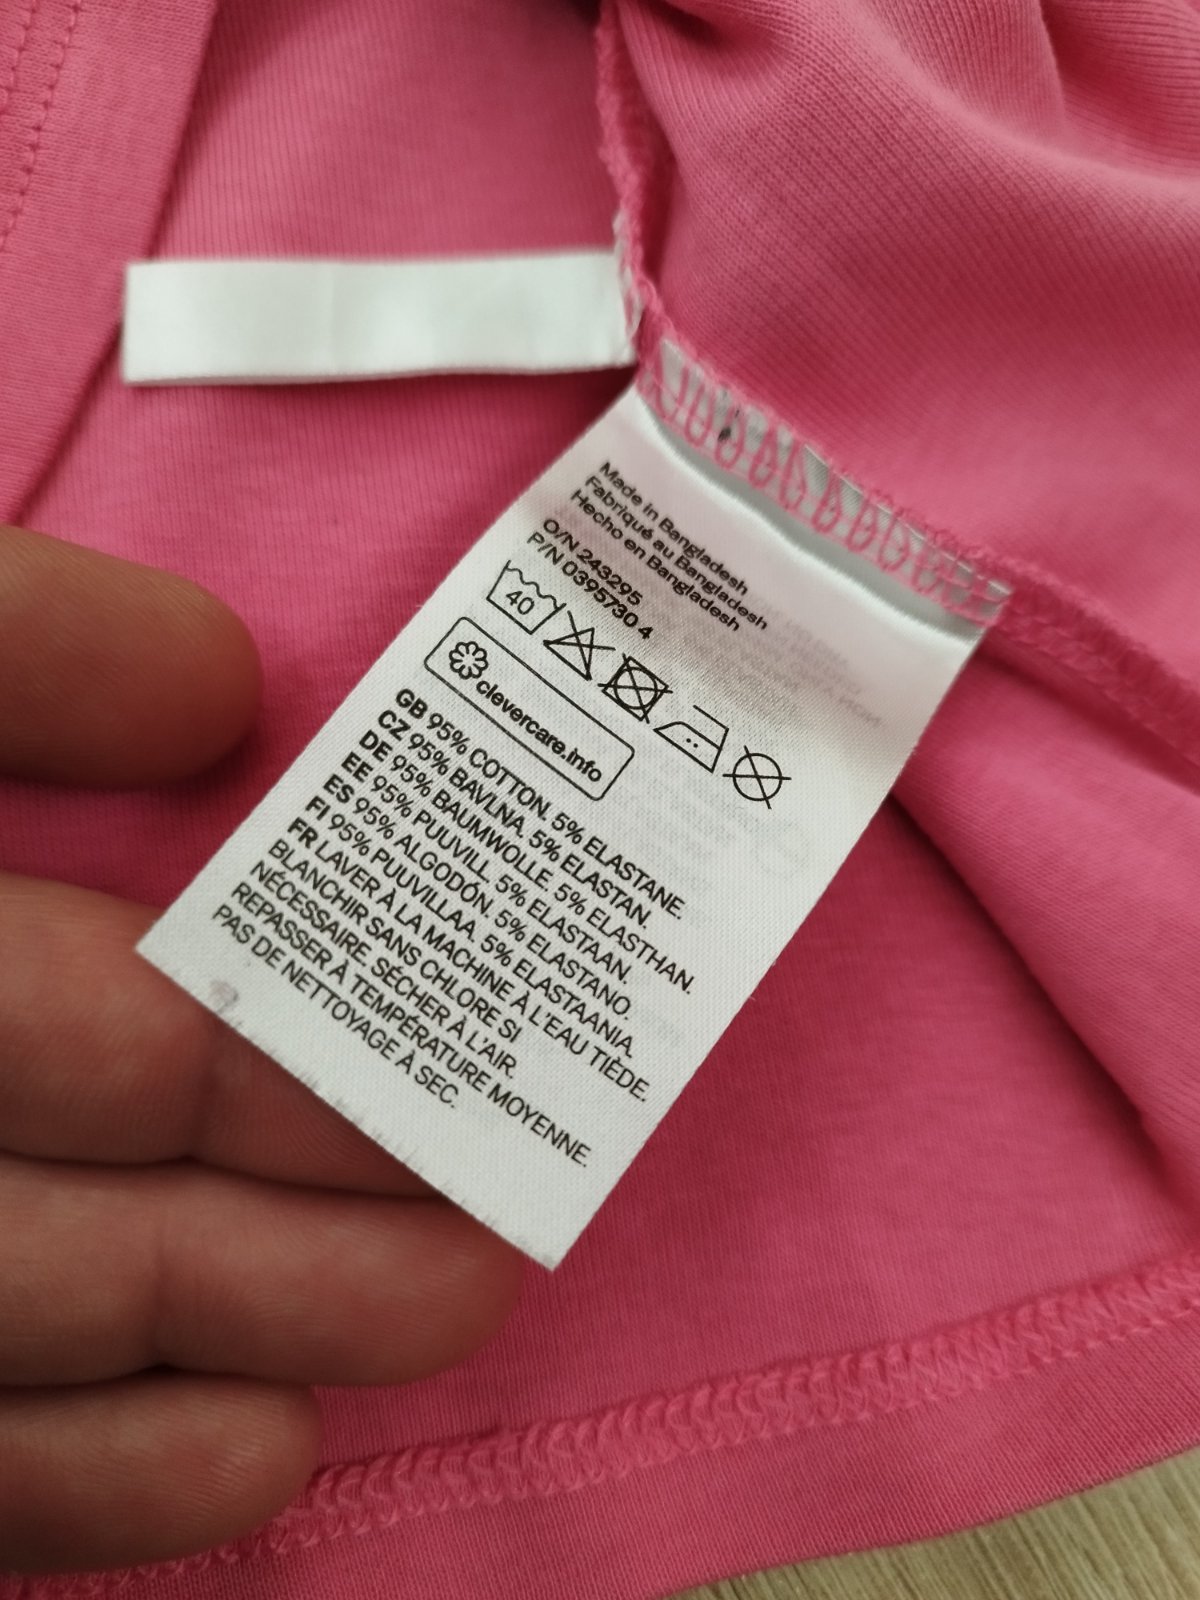 Made in Bangladesh
Fabriqué au Bangladesh
Hecho en Bangladesh
O/N 243295
P/N 0395730 4
40
clevercare.info
GB 95% COTTON. 5% ELASTANE.
CZ 95% BAVLNA. 5% ELASTAN.
DE 95% BAUMWOLLE. 5% ELASTHAN.
EE 95% PUUVILL. 5% ELASTAAN.
ES 95% ALGODÓN. 5% ELASTANO.
FI 95% PUUVILLAA. 5% ELASTAANIA.
FR LAVER À LA MACHINE À L'EAU TIÈDE.
BLANCHIR SANS CHLORE SI
NÉCESSAIRE. SÉCHER À L'AIR.
REPASSER À TEMPÉRATURE MOYENNE.
PAS DE NETTOYAGE À SEC.